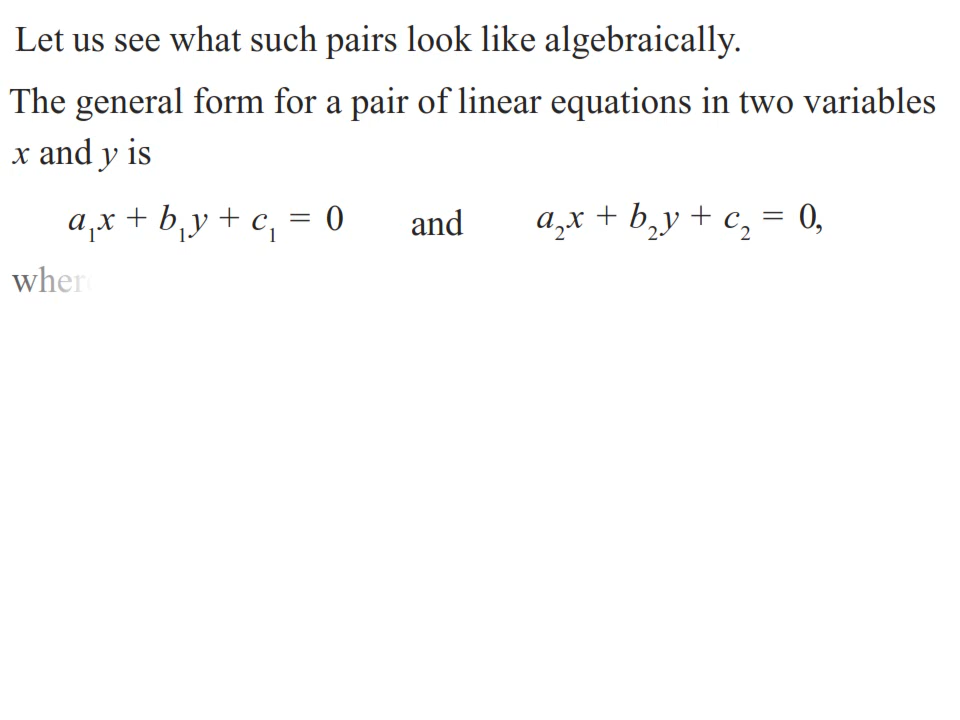 Let us see what such pairs look like algebraically.
The general form for a pair of linear equations in two variables
x and y is
a₁x + b₁y + c₁ = 0 and a₂x + b₂y + c₂ = 0,
wher